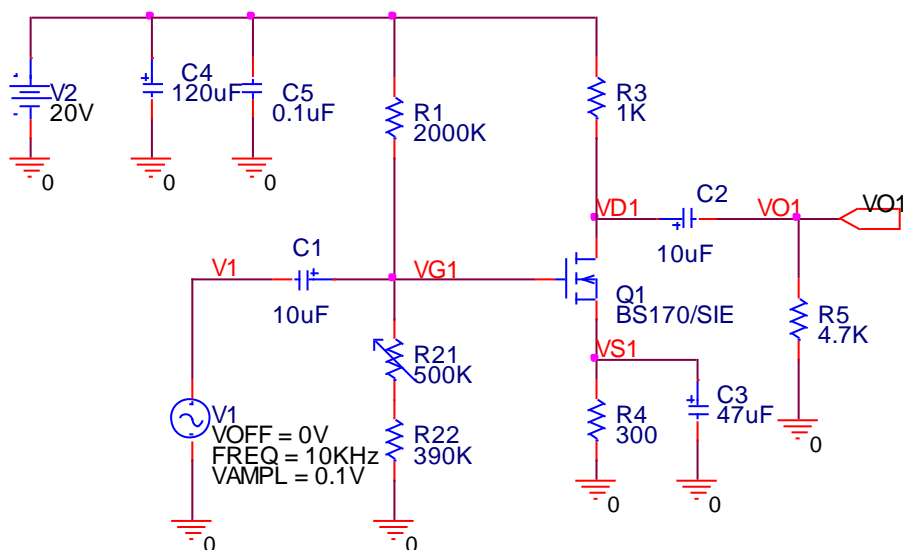 V2
20V
0
C4
120uF
0
C5
0.1uF
0
R1
2000K
R3
1K
VD1
C2
10uF
VO1
VO1
R5
4.7K
0
V1
C1
10uF
VG1
Q1
BS170/SIE
VS1
R21
500K
R22
390K
0
R4
300
0
C3
47uF
0
V1
VOFF = 0V
FREQ = 10KHz
VAMPL = 0.1V
0